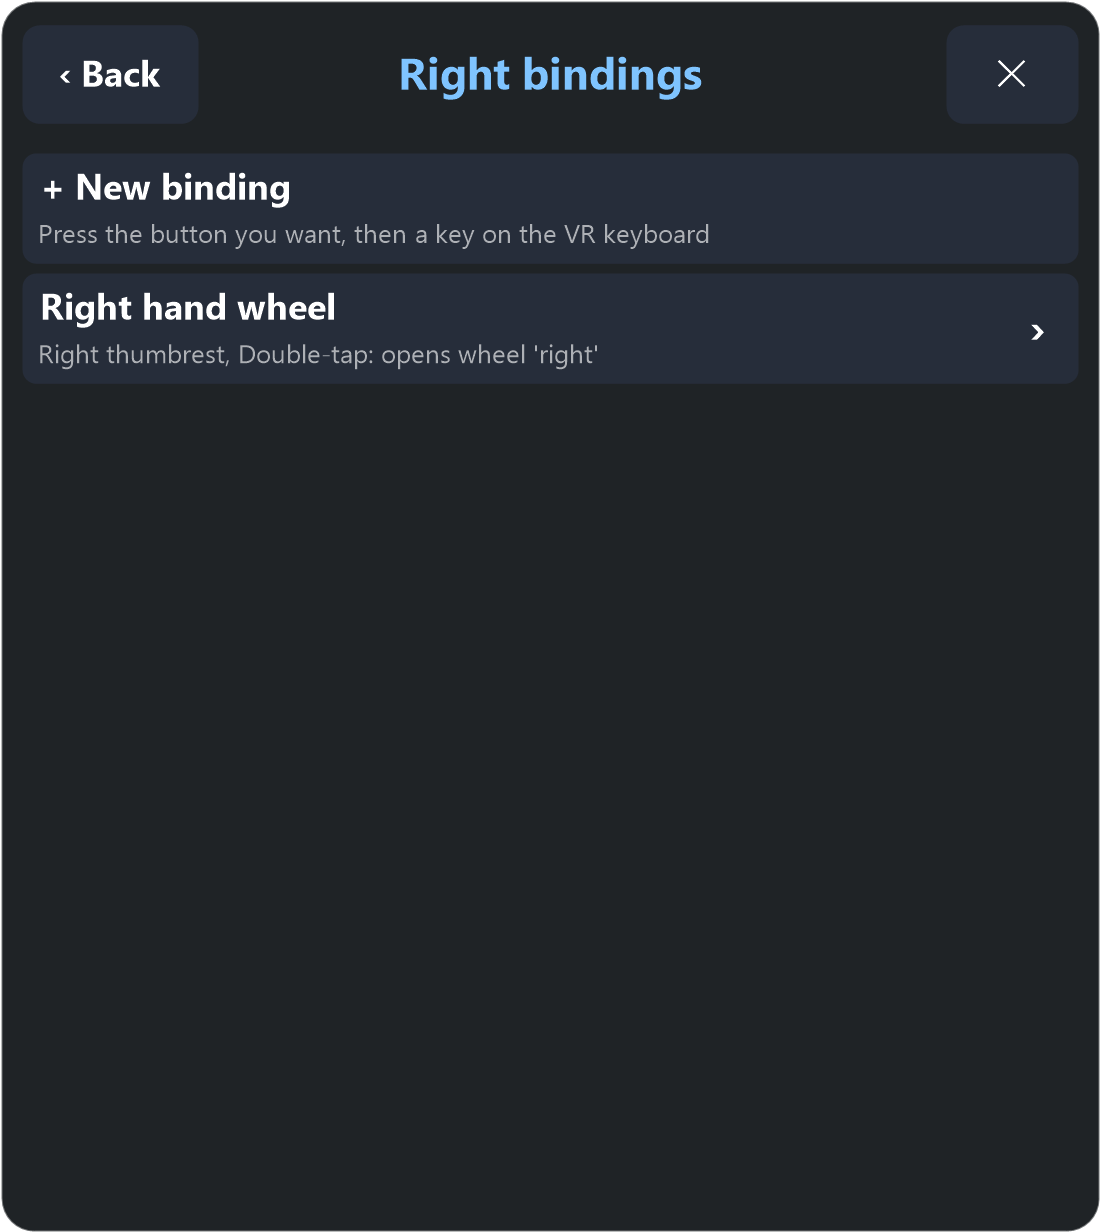 ‹ Back
Right bindings
+ New binding
Press the button you want, then a key on the VR keyboard
Right hand wheel
Right thumbrest, Double-tap: opens wheel 'right'
›